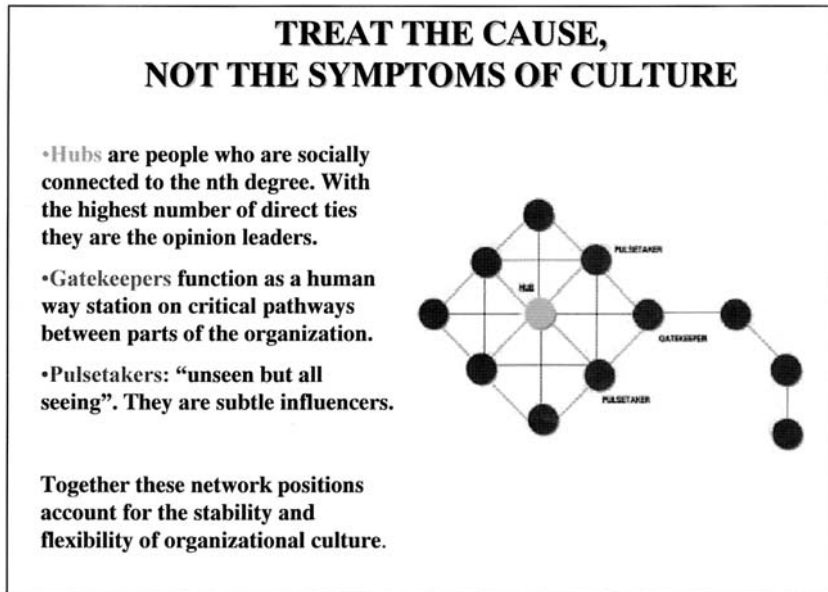 TREAT THE CAUSE,
NOT THE SYMPTOMS OF CULTURE
•Hubs are people who are socially
connected to the nth degree. With
the highest number of direct ties
they are the opinion leaders.
•Gatekeepers function as a human
way station on critical pathways
between parts of the organization.
•Pulsetakers: “unseen but all
seeing”. They are subtle influencers.
Together these network positions
account for the stability and
flexibility of organizational culture.
PULSETAKER
HUB
GATEKEEPER
PULSETAKER